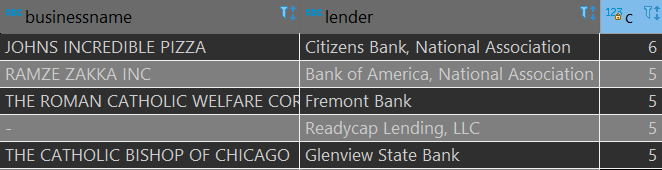 businessname lender 123 c
JOHNS INCREDIBLE PIZZA Citizens Bank, National Association 6
RAMZE ZAKKA INC Bank of America, National Association 5
THE ROMAN CATHOLIC WELFARE COR Fremont Bank 5
- Readycap Lending, LLC 5
THE CATHOLIC BISHOP OF CHICAGO Glenview State Bank 5